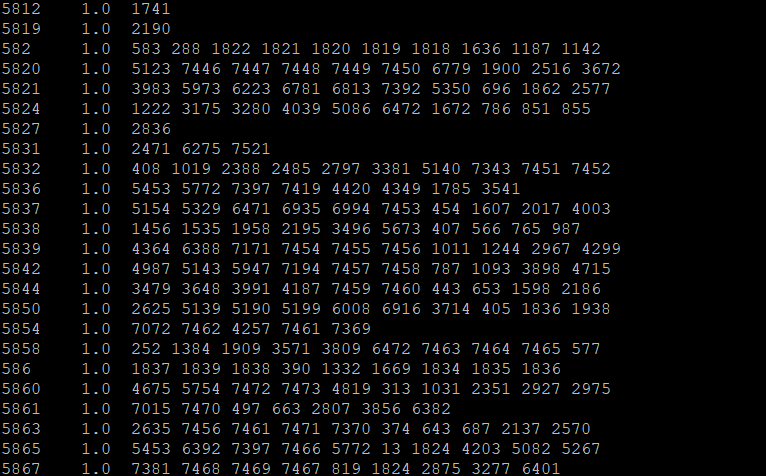 5812 1.0 1741
5819 1.0 2190
582 1.0 583 288 1822 1821 1820 1819 1818 1636 1187 1142
5820 1.0 5123 7446 7447 7448 7449 7450 6779 1900 2516 3672
5821 1.0 3983 5973 6223 6781 6813 7392 5350 696 1862 2577
5824 1.0 1222 3175 3280 4039 5086 6472 1672 786 851 855
5827 1.0 2836
5831 1.0 2471 6275 7521
5832 1.0 408 1019 2388 2485 2797 3381 5140 7343 7451 7452
5836 1.0 5453 5772 7397 7419 4420 4349 1785 3541
5837 1.0 5154 5329 6471 6935 6994 7453 454 1607 2017 4003
5838 1.0 1456 1535 1958 2195 3496 5673 407 566 765 987
5839 1.0 4364 6388 7171 7454 7455 7456 1011 1244 2967 4299
5842 1.0 4987 5143 5947 7194 7457 7458 787 1093 3898 4715
5844 1.0 3479 3648 3991 4187 7459 7460 443 653 1598 2186
5850 1.0 2625 5139 5190 5199 6008 6916 3714 405 1836 1938
5854 1.0 7072 7462 4257 7461 7369
5858 1.0 252 1384 1909 3571 3809 6472 7463 7464 7465 577
586 1.0 1837 1839 1838 390 1332 1669 1834 1835 1836
5860 1.0 4675 5754 7472 7473 4819 313 1031 2351 2927 2975
5861 1.0 7015 7470 497 663 2807 3856 6382
5863 1.0 2635 7456 7461 7471 7370 374 643 687 2137 2570
5865 1.0 5453 6392 7397 7466 5772 13 1824 4203 5082 5267
5867 1.0 7381 7468 7469 7467 819 1824 2875 3277 6401